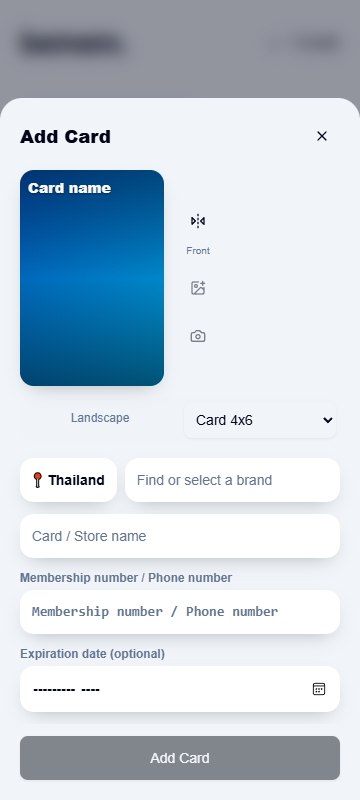 Add Card
Card name
Front
Landscape
Card 4x6
Thailand
Find or select a brand
Card / Store name
Membership number / Phone number
Membership number / Phone number
Expiration date (optional)
--------- ----
Add Card